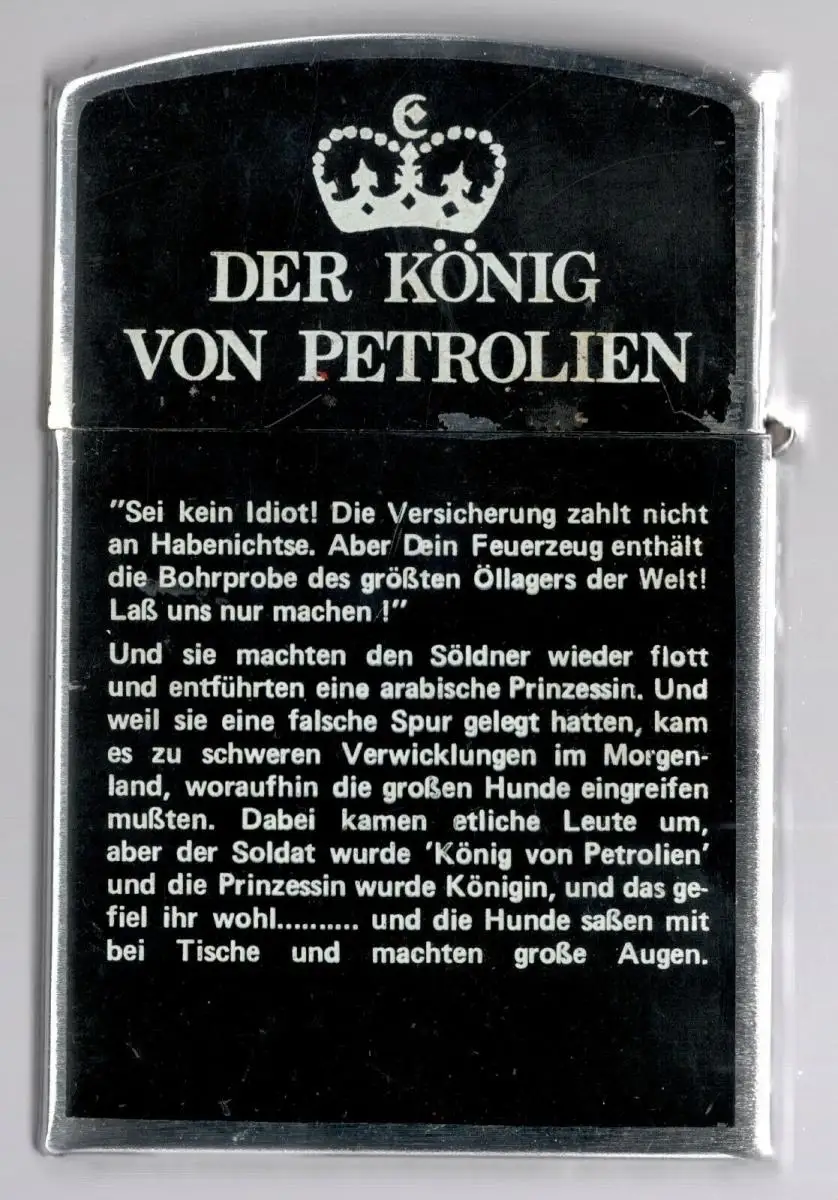 DER KÖNIG
VON PETROLIEN
"Sei kein Idiot! Die Versicherung zahlt nicht
an Habenichtse. Aber Dein Feuerzeug enthält
die Bohrprobe des größten Öllagers der Welt!
Laß uns nur machen !"
Und sie machten den Söldner wieder flott
und entführten eine arabische Prinzessin. Und
weil sie eine falsche Spur gelegt hatten, kam
es zu schweren Verwicklungen im Morgen-
land, woraufhin die großen Hunde eingreifen
mußten. Dabei kamen etliche Leute um,
aber der Soldat wurde 'König von Petrolien'
und die Prinzessin wurde Königin, und das ge-
fiel ihr wohl.......... und die Hunde saßen mit
bei Tische und machten große Augen.